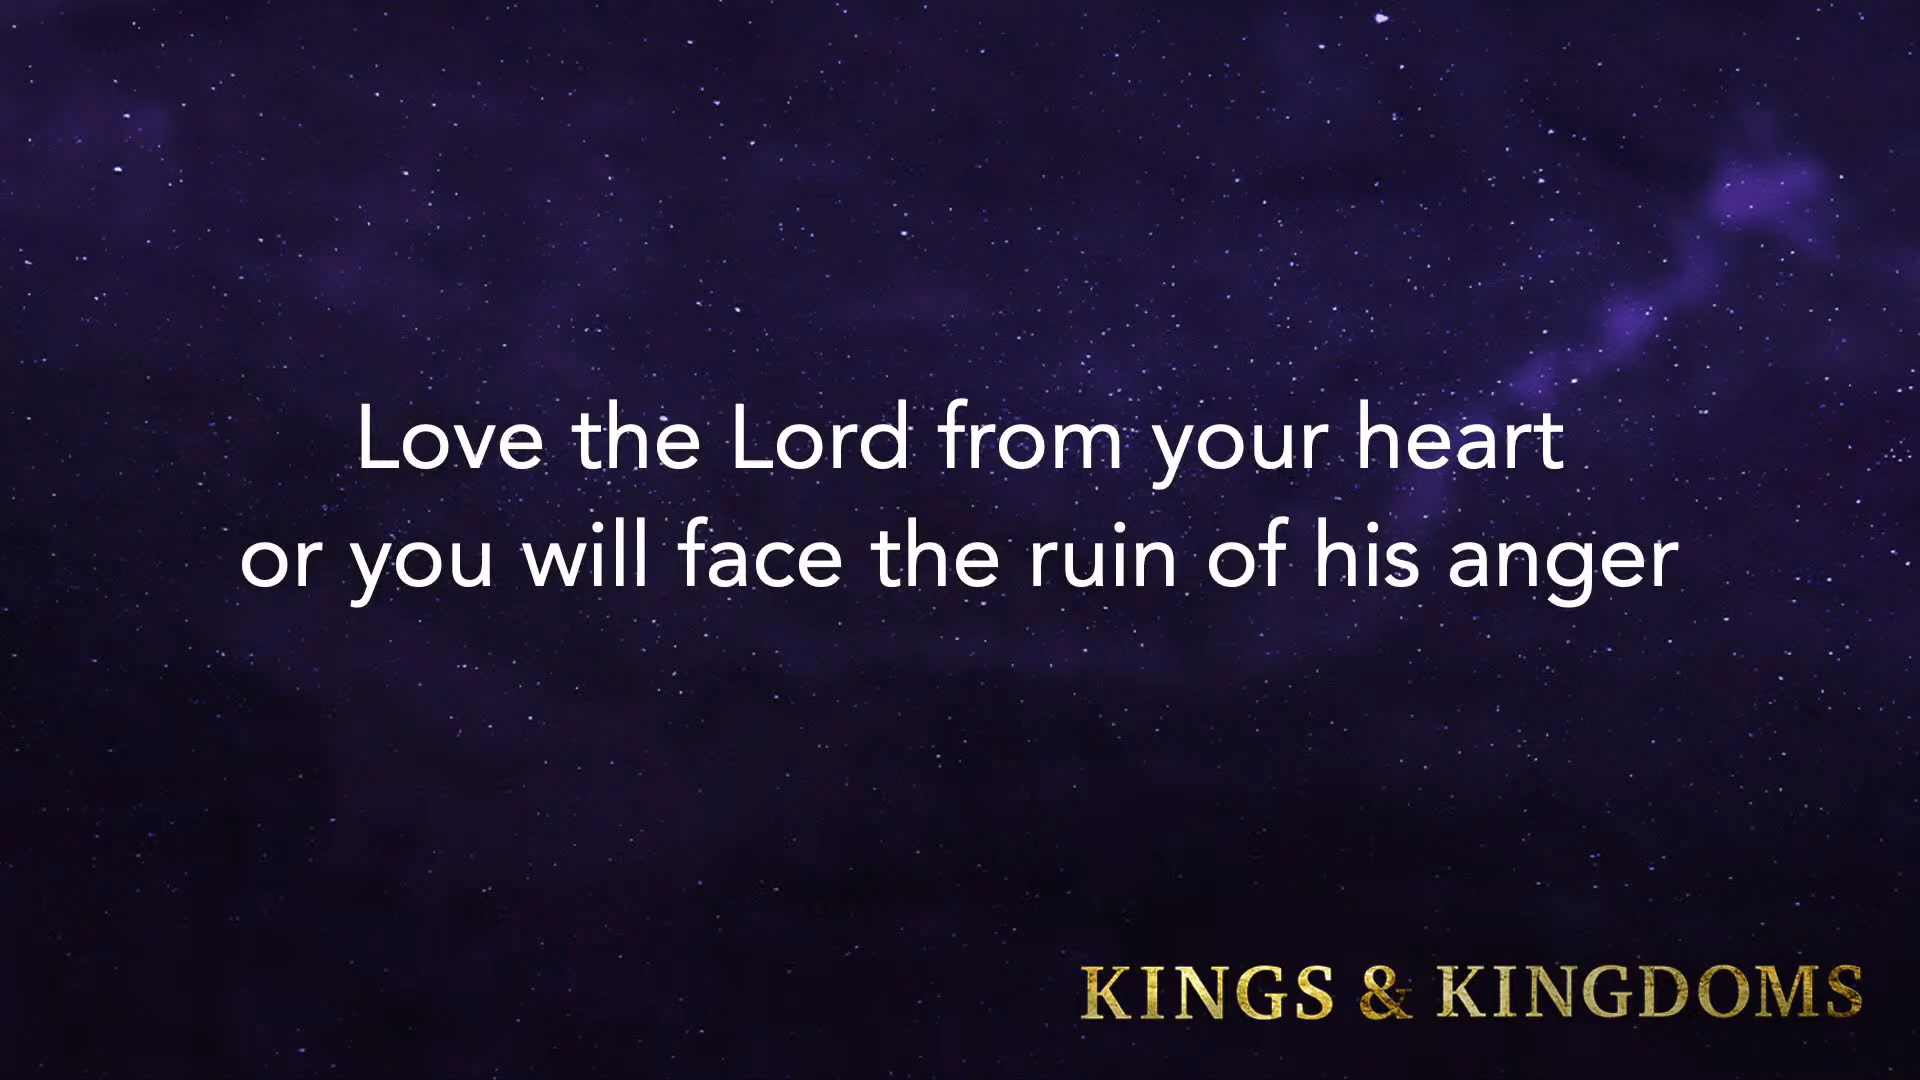 Love the Lord from your heart
or you will face the ruin of his anger
KINGS & KINGDOMS